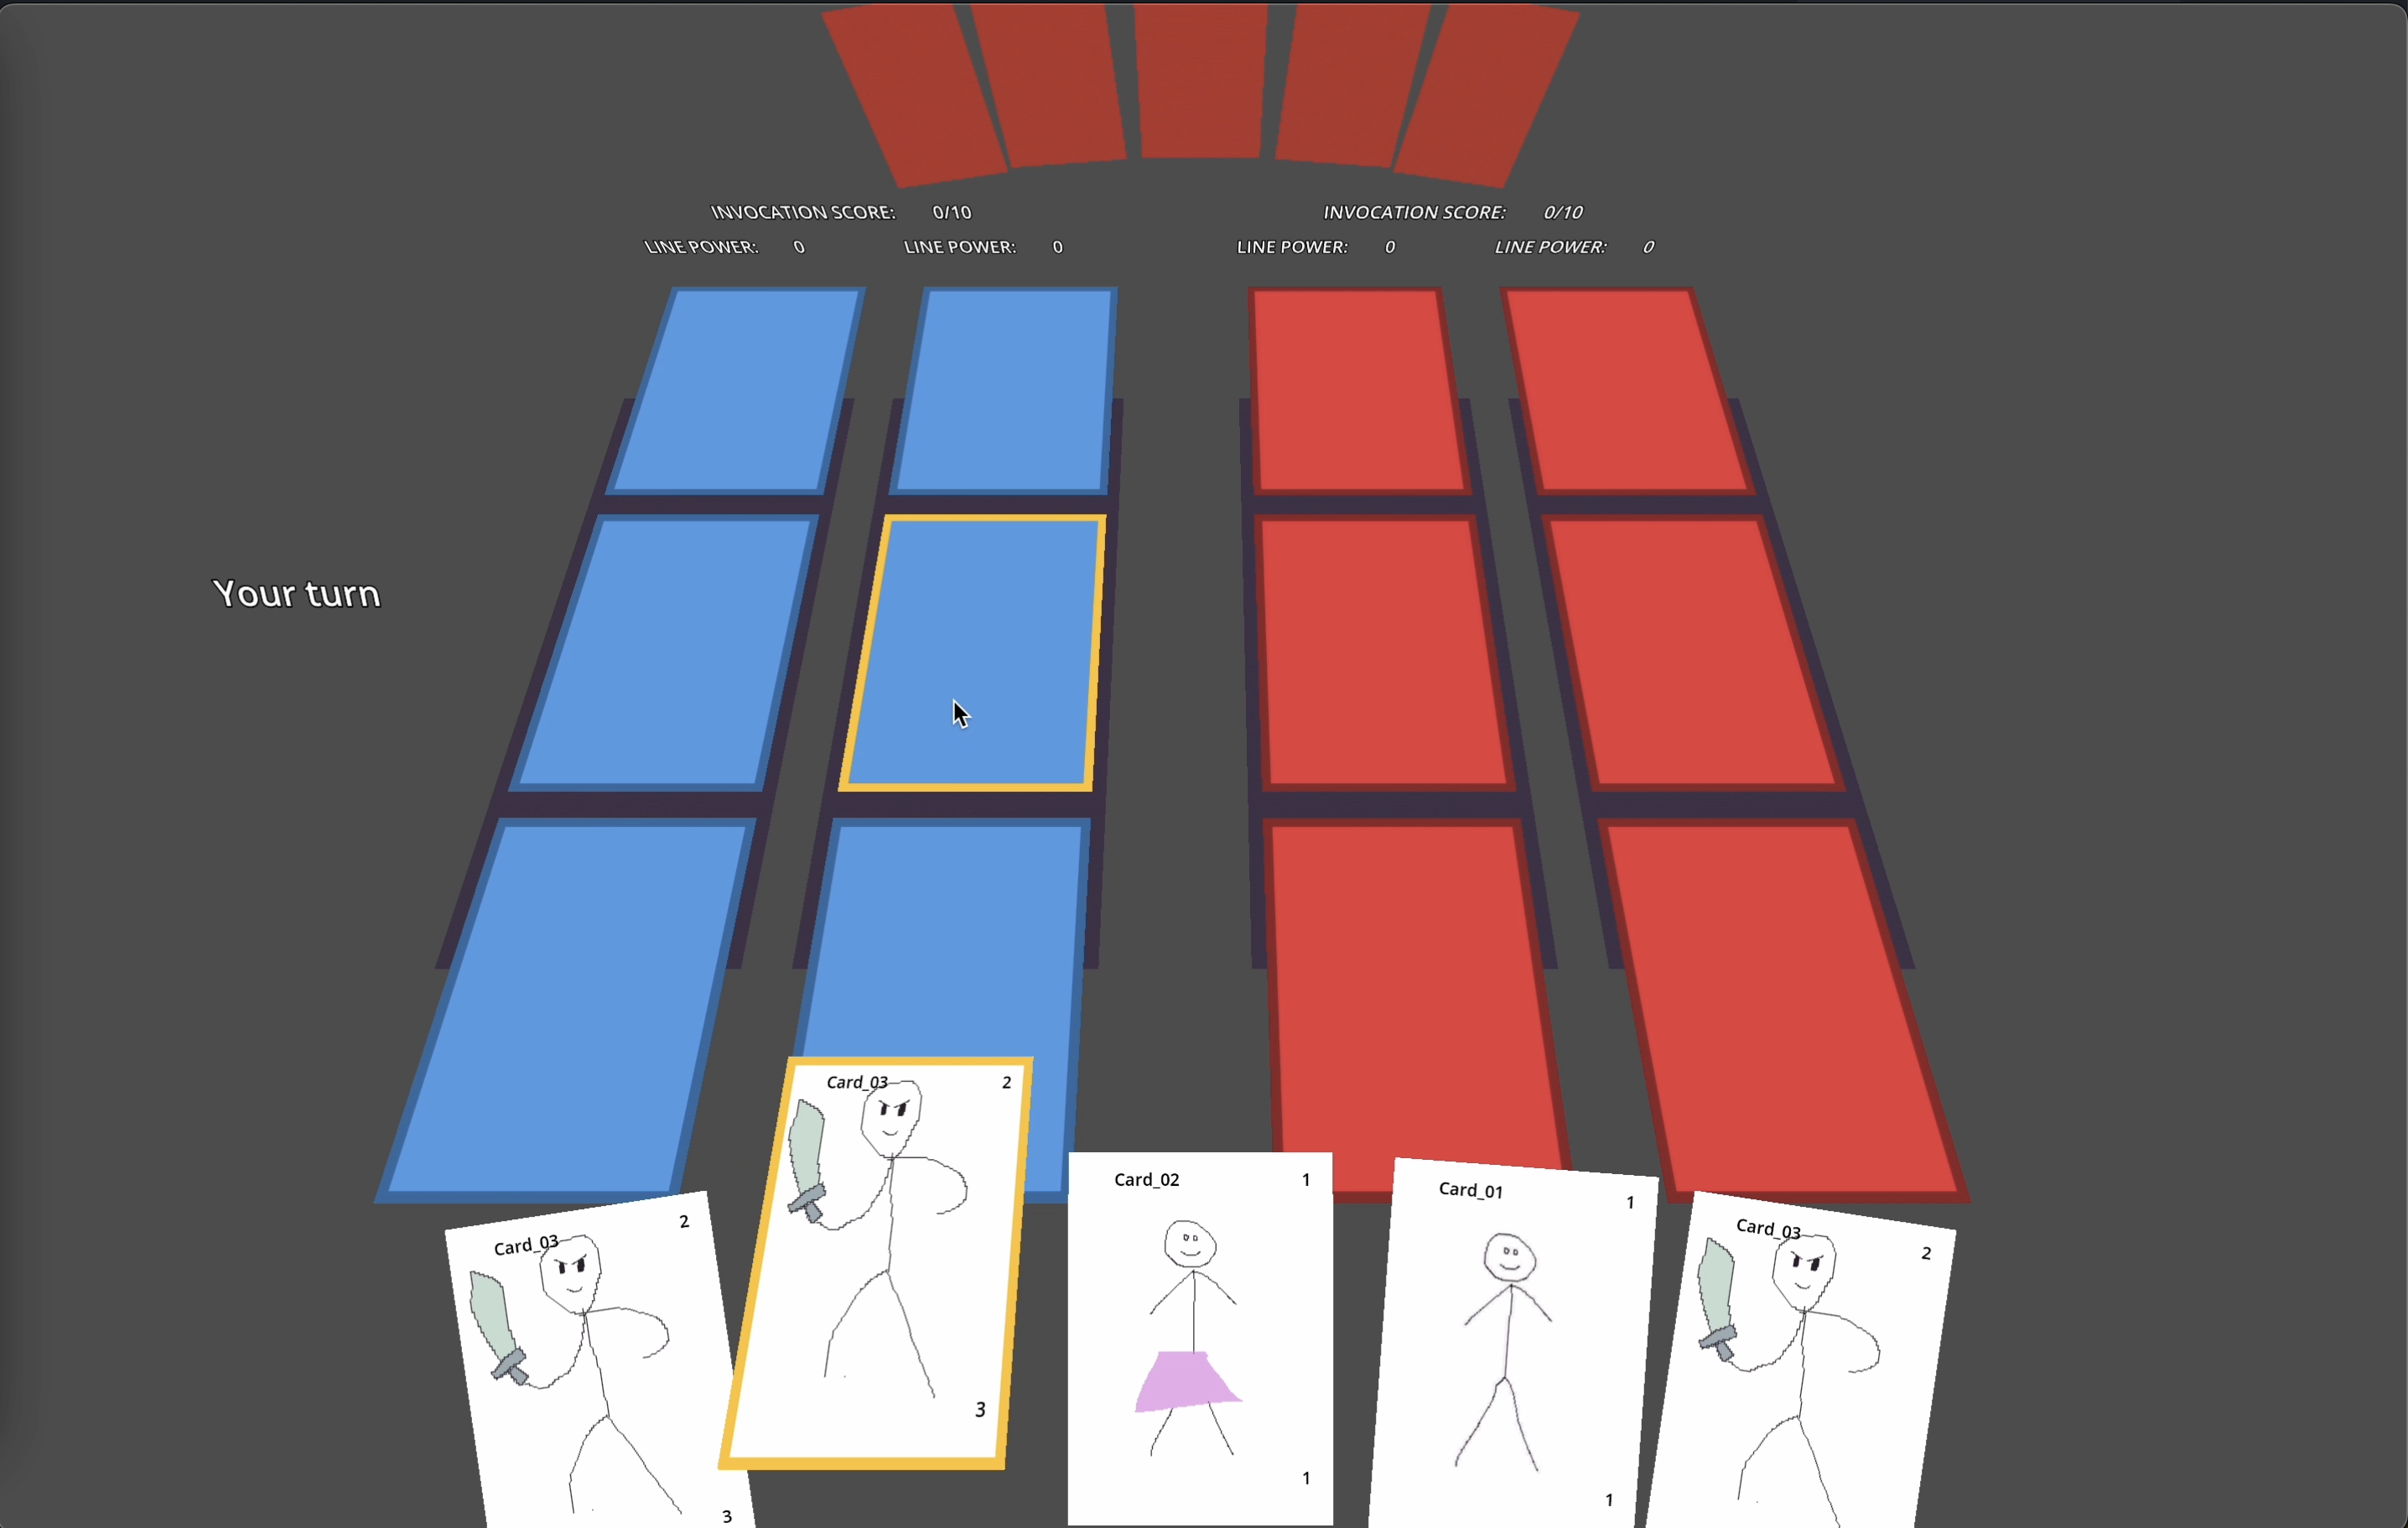 INVOCATION SCORE: 0/10
INVOCATION SCORE: 0/10
LINE POWER: 0
LINE POWER: 0
LINE POWER: 0
LINE POWER: 0
Your turn
Card_03 2
3
Card_03 2
3
Card_02 1
1
Card_01 1
1
Card_03 2